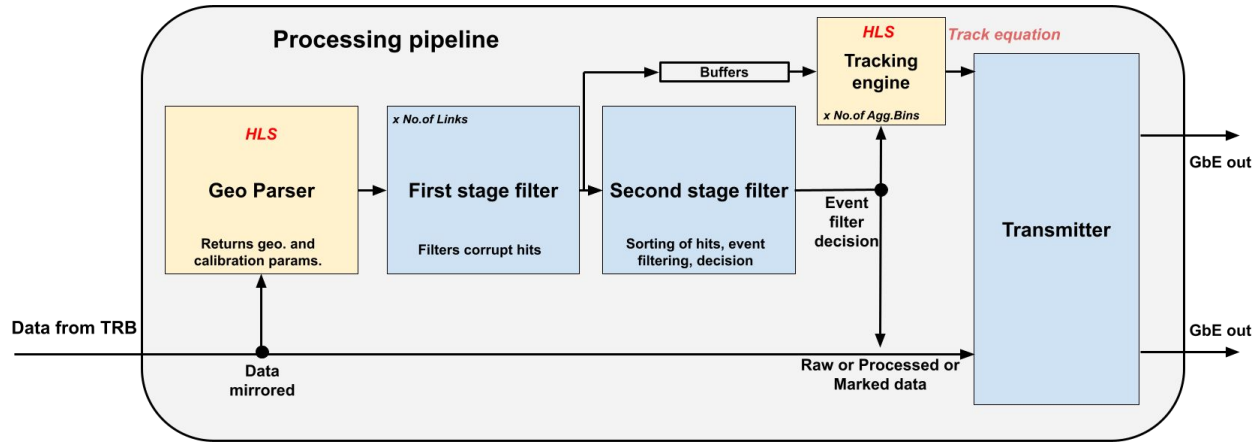 Processing pipeline
HLS
Track equation
Tracking
engine
x No.of Agg.Bins
Buffers
HLS
Geo Parser
Returns geo. and
calibration params.
x No.of Links
First stage filter
Filters corrupt hits
Second stage filter
Sorting of hits, event
filtering, decision
Event
filter
decision
Transmitter
GbE out
GbE out
Data from TRB
Data
mirrored
Raw or Processed or
Marked data